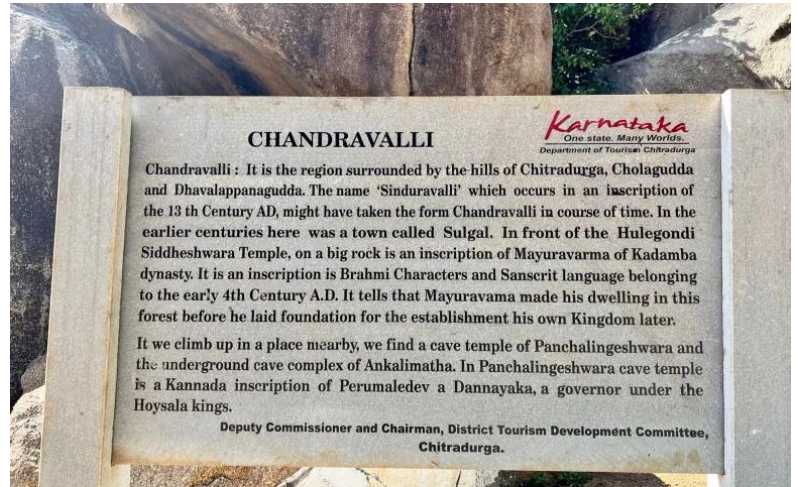 CHANDRAVALLI
Karnataka
One state. Many Worlds.
Department of Tourism Chitradurga
Chandravalli : It is the region surrounded by the hills of Chitradurga, Cholagudda
and Dhavalappanagudda. The name 'Sinduravalli' which occurs in an inscription of
the 13 th Century AD, might have taken the form Chandravalli in course of time. In the
earlier centuries here was a town called Sulgal. In front of the Hulegondi
Siddheshwara Temple, on a big rock is an inscription of Mayuravarma of Kadamba
dynasty. It is an inscription is Brahmi Characters and Sanscrit language belonging
to the early 4th Century A.D. It tells that Mayuravama made his dwelling in this
forest before he laid foundation for the establishment his own Kingdom later.
It we climb up in a place nearby, we find a cave temple of Panchalingeshwara and
the underground cave complex of Ankalimatha. In Panchalingeshwara cave temple
is a Kannada inscription of Perumaledev a Dannayaka, a governor under the
Hoysala kings.
Deputy Commissioner and Chairman, District Tourism Development Committee,
Chitradurga.